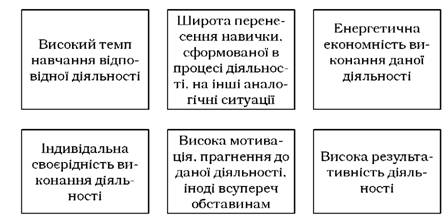 Високий темп
навчання відпо-
відної діяльності
Широта перене-
сення навички,
сформованої в
процесі діяльнос-
ті, на інші анало-
гічні ситуації
Енергетична
економність ви-
конання даної
діяльності
Індивідуальна
своєрідність ви-
конання діяль-
ності
Висока мотива-
ція, прагнення до
даної діяльності,
іноді всупереч
обставинам
Висока результа-
тивність діяль-
ності